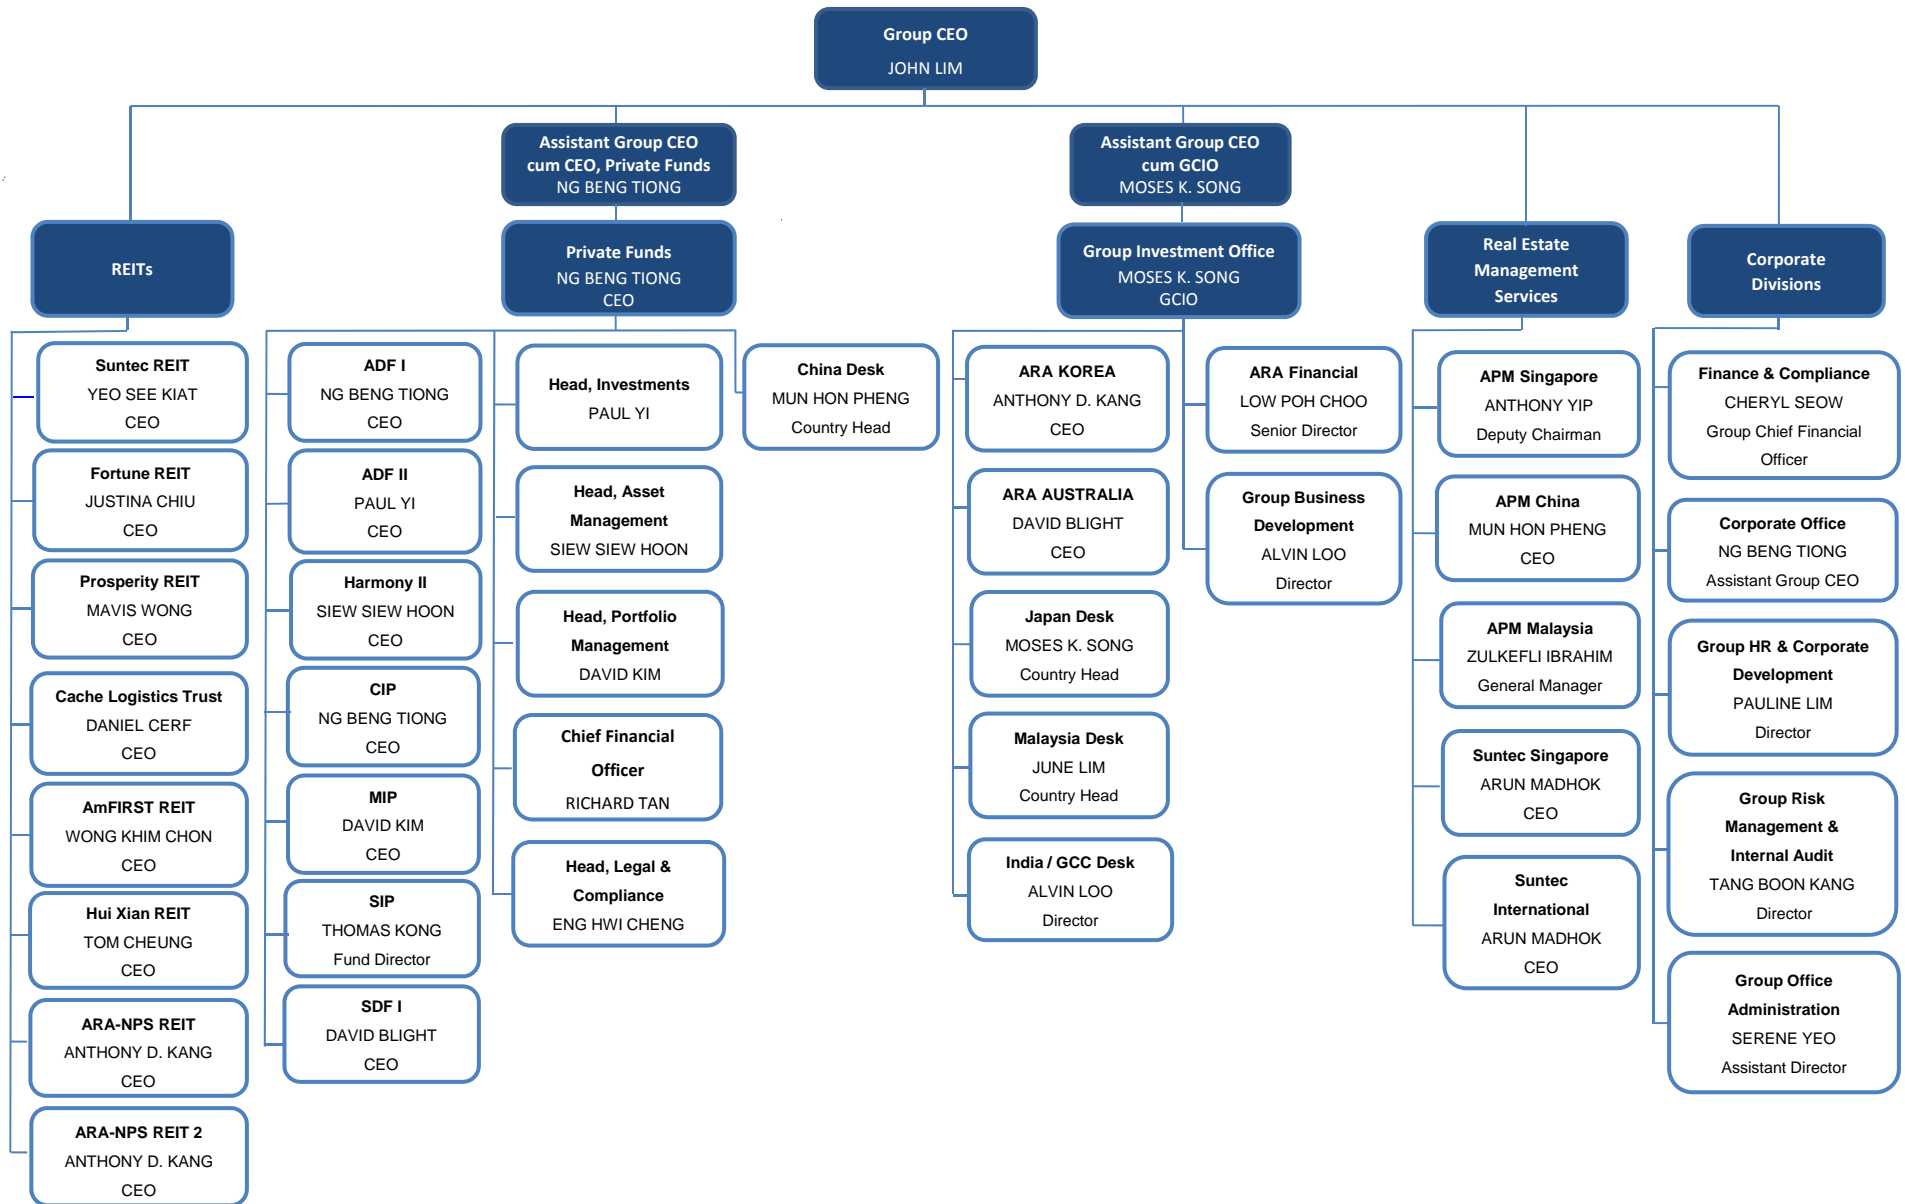 Group CEO
JOHN LIM
Assistant Group CEO
cum CEO, Private Funds
NG BENG TIONG
Assistant Group CEO
cum GCIO
MOSES K. SONG
REITs
Private Funds
NG BENG TIONG
CEO
Group Investment Office
MOSES K. SONG
GCIO
Real Estate
Management
Services
Corporate
Divisions
Suntec REIT
YEO SEE KIAT
CEO
Fortune REIT
JUSTINA CHIU
CEO
Prosperity REIT
MAVIS WONG
CEO
Cache Logistics Trust
DANIEL CERF
CEO
AmFIRST REIT
WONG KHIM CHON
CEO
Hui Xian REIT
TOM CHEUNG
CEO
ARA-NPS REIT
ANTHONY D. KANG
CEO
ARA-NPS REIT 2
ANTHONY D. KANG
CEO
ADF I
NG BENG TIONG
CEO
ADF II
PAUL YI
CEO
Harmony II
SIEW SIEW HOON
CEO
CIP
NG BENG TIONG
CEO
MIP
DAVID KIM
CEO
SIP
THOMAS KONG
Fund Director
SDF I
DAVID BLIGHT
CEO
Head, Investments
PAUL YI
Head, Asset
Management
SIEW SIEW HOON
Head, Portfolio
Management
DAVID KIM
Chief Financial
Officer
RICHARD TAN
Head, Legal &
Compliance
ENG HWI CHENG
China Desk
MUN HON PHENG
Country Head
ARA KOREA
ANTHONY D. KANG
CEO
ARA AUSTRALIA
DAVID BLIGHT
CEO
Japan Desk
MOSES K. SONG
Country Head
Malaysia Desk
JUNE LIM
Country Head
India / GCC Desk
ALVIN LOO
Director
ARA Financial
LOW POH CHOO
Senior Director
Group Business
Development
ALVIN LOO
Director
APM Singapore
ANTHONY YIP
Deputy Chairman
APM China
MUN HON PHENG
CEO
APM Malaysia
ZULKEFLI IBRAHIM
General Manager
Suntec Singapore
ARUN MADHOK
CEO
Suntec
International
ARUN MADHOK
CEO
Finance & Compliance
CHERYL SEOW
Group Chief Financial
Officer
Corporate Office
NG BENG TIONG
Assistant Group CEO
Group HR & Corporate
Development
PAULINE LIM
Director
Group Risk
Management &
Internal Audit
TANG BOON KANG
Director
Group Office
Administration
SERENE YEO
Assistant Director